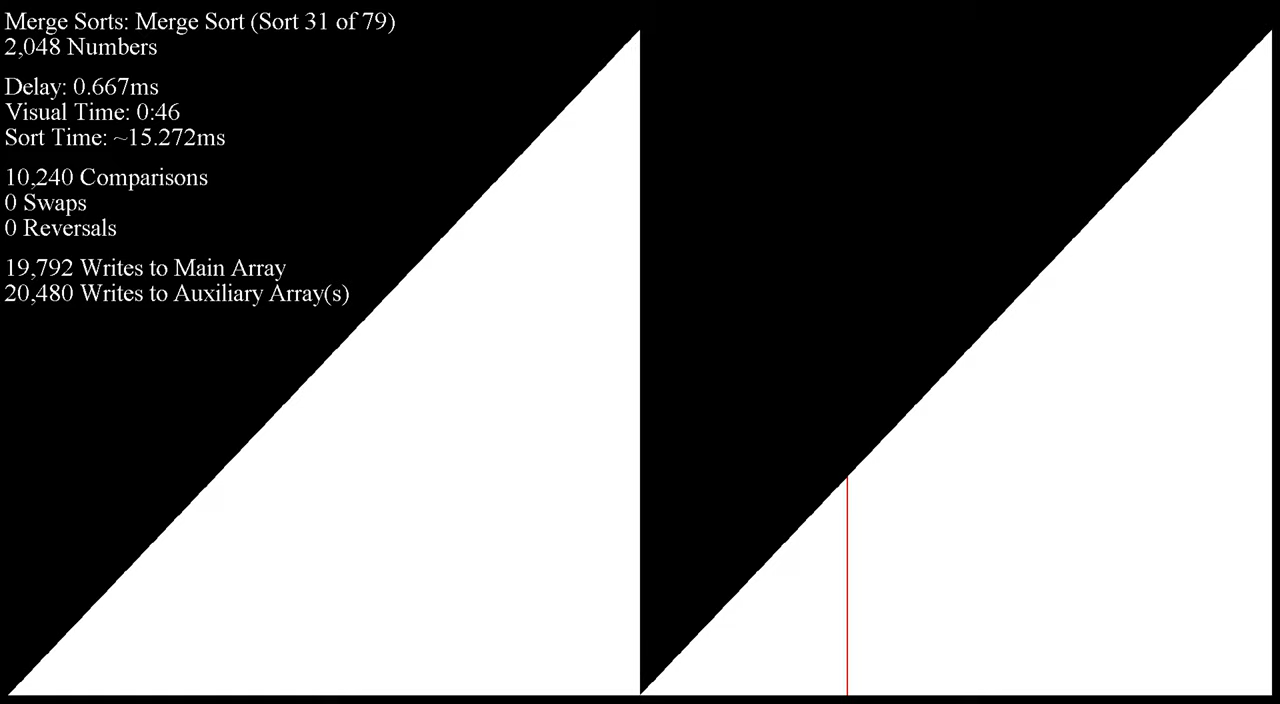 Merge Sorts: Merge Sort (Sort 31 of 79)
2,048 Numbers
Delay: 0.667ms
Visual Time: 0:46
Sort Time: ~15.272ms
10,240 Comparisons
0 Swaps
0 Reversals
19,792 Writes to Main Array
20,480 Writes to Auxiliary Array(s)